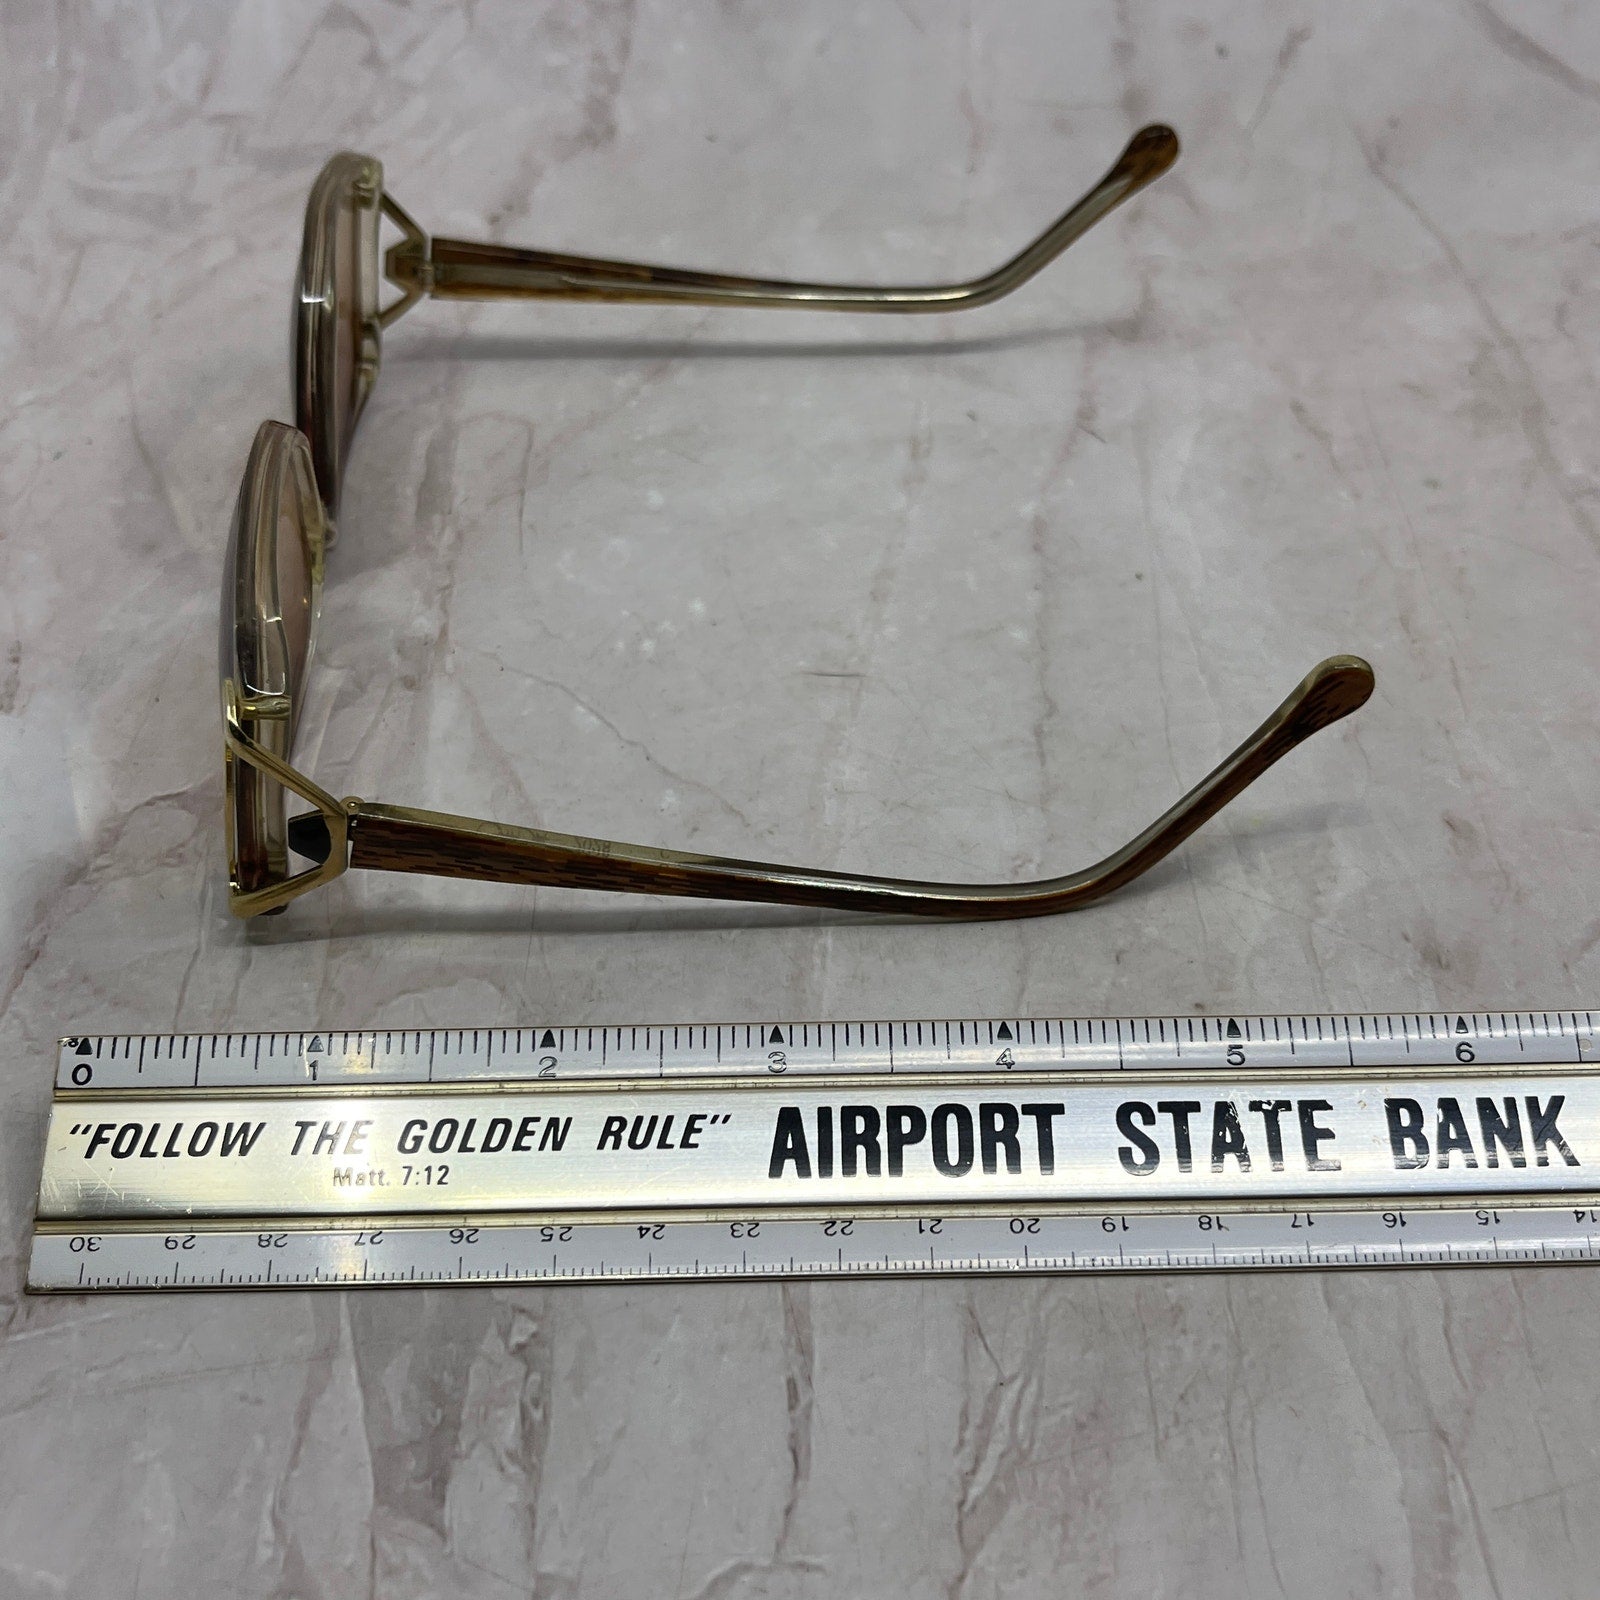 0 1 2 3 4 5 6
"FOLLOW THE GOLDEN RULE" AIRPORT STATE BANK
Matt. 7:12
30 29 28 27 26 25 24 23 22 21 20 19 18 17 16 15 14